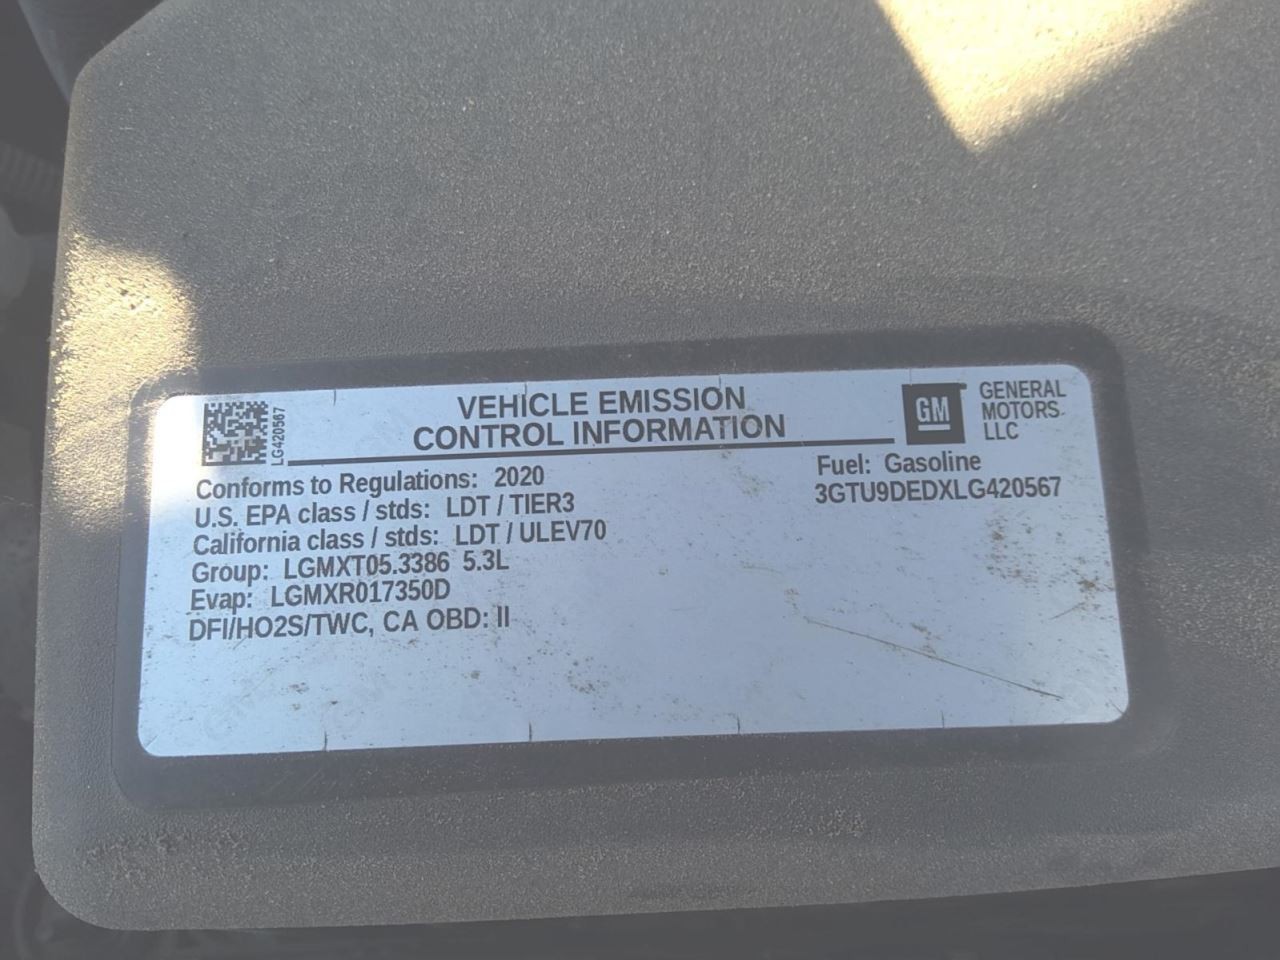 LG420567
VEHICLE EMISSION
CONTROL INFORMATION
GM
GENERAL
MOTORS
LLC
Conforms to Regulations: 2020
U.S. EPA class / stds: LDT / TIER3
California class / stds: LDT / ULEV70
Group: LGMXT05.3386 5.3L
Evap: LGMXR017350D
DFI/HO2S/TWC, CA OBD: II
Fuel: Gasoline
3GTU9DEDXLG420567